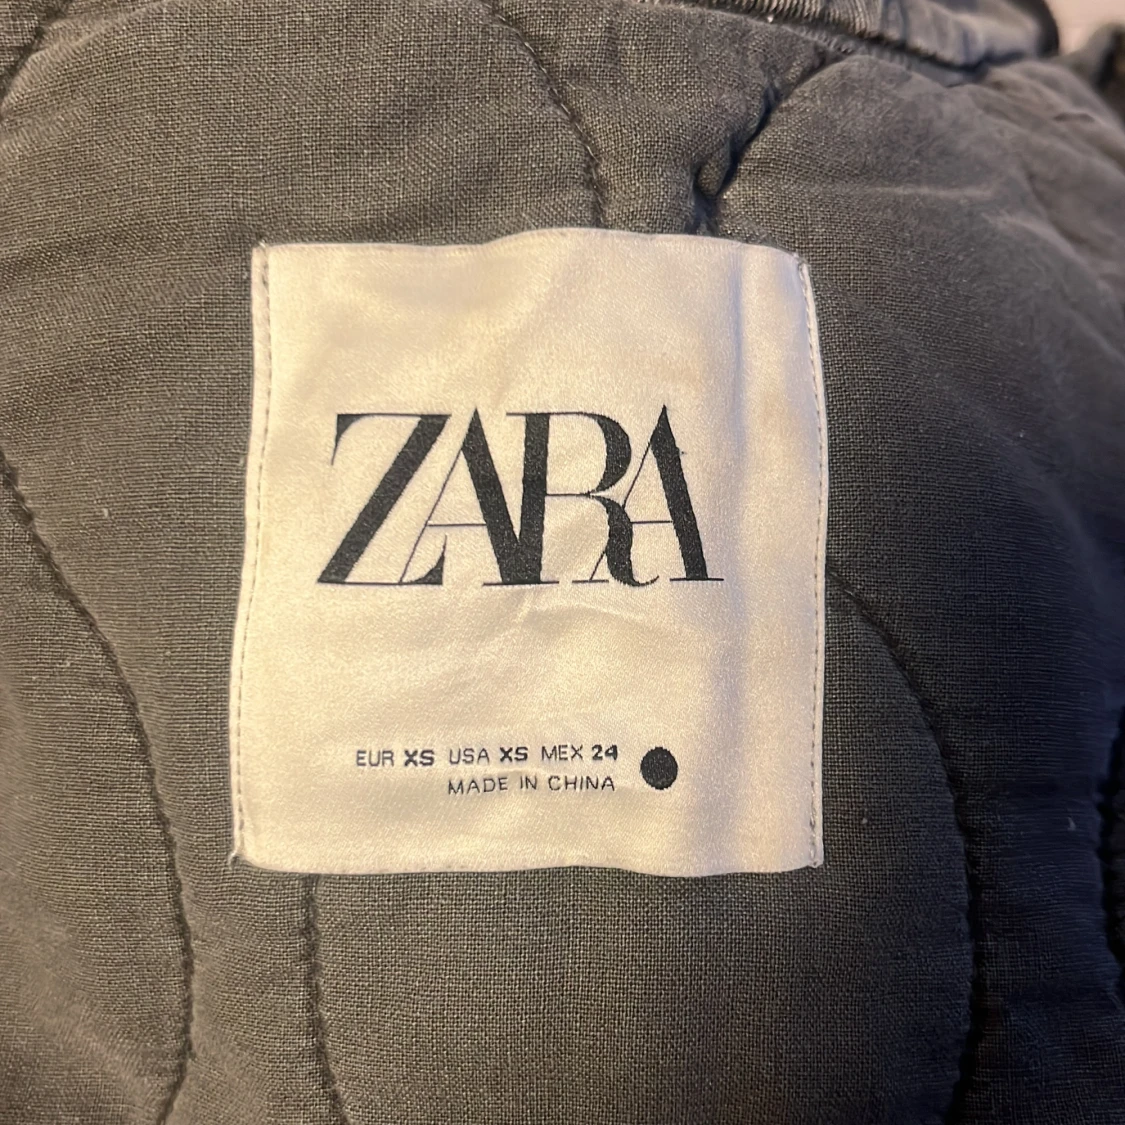 ZARA
EUR XS USA XS MEX 24
MADE IN CHINA